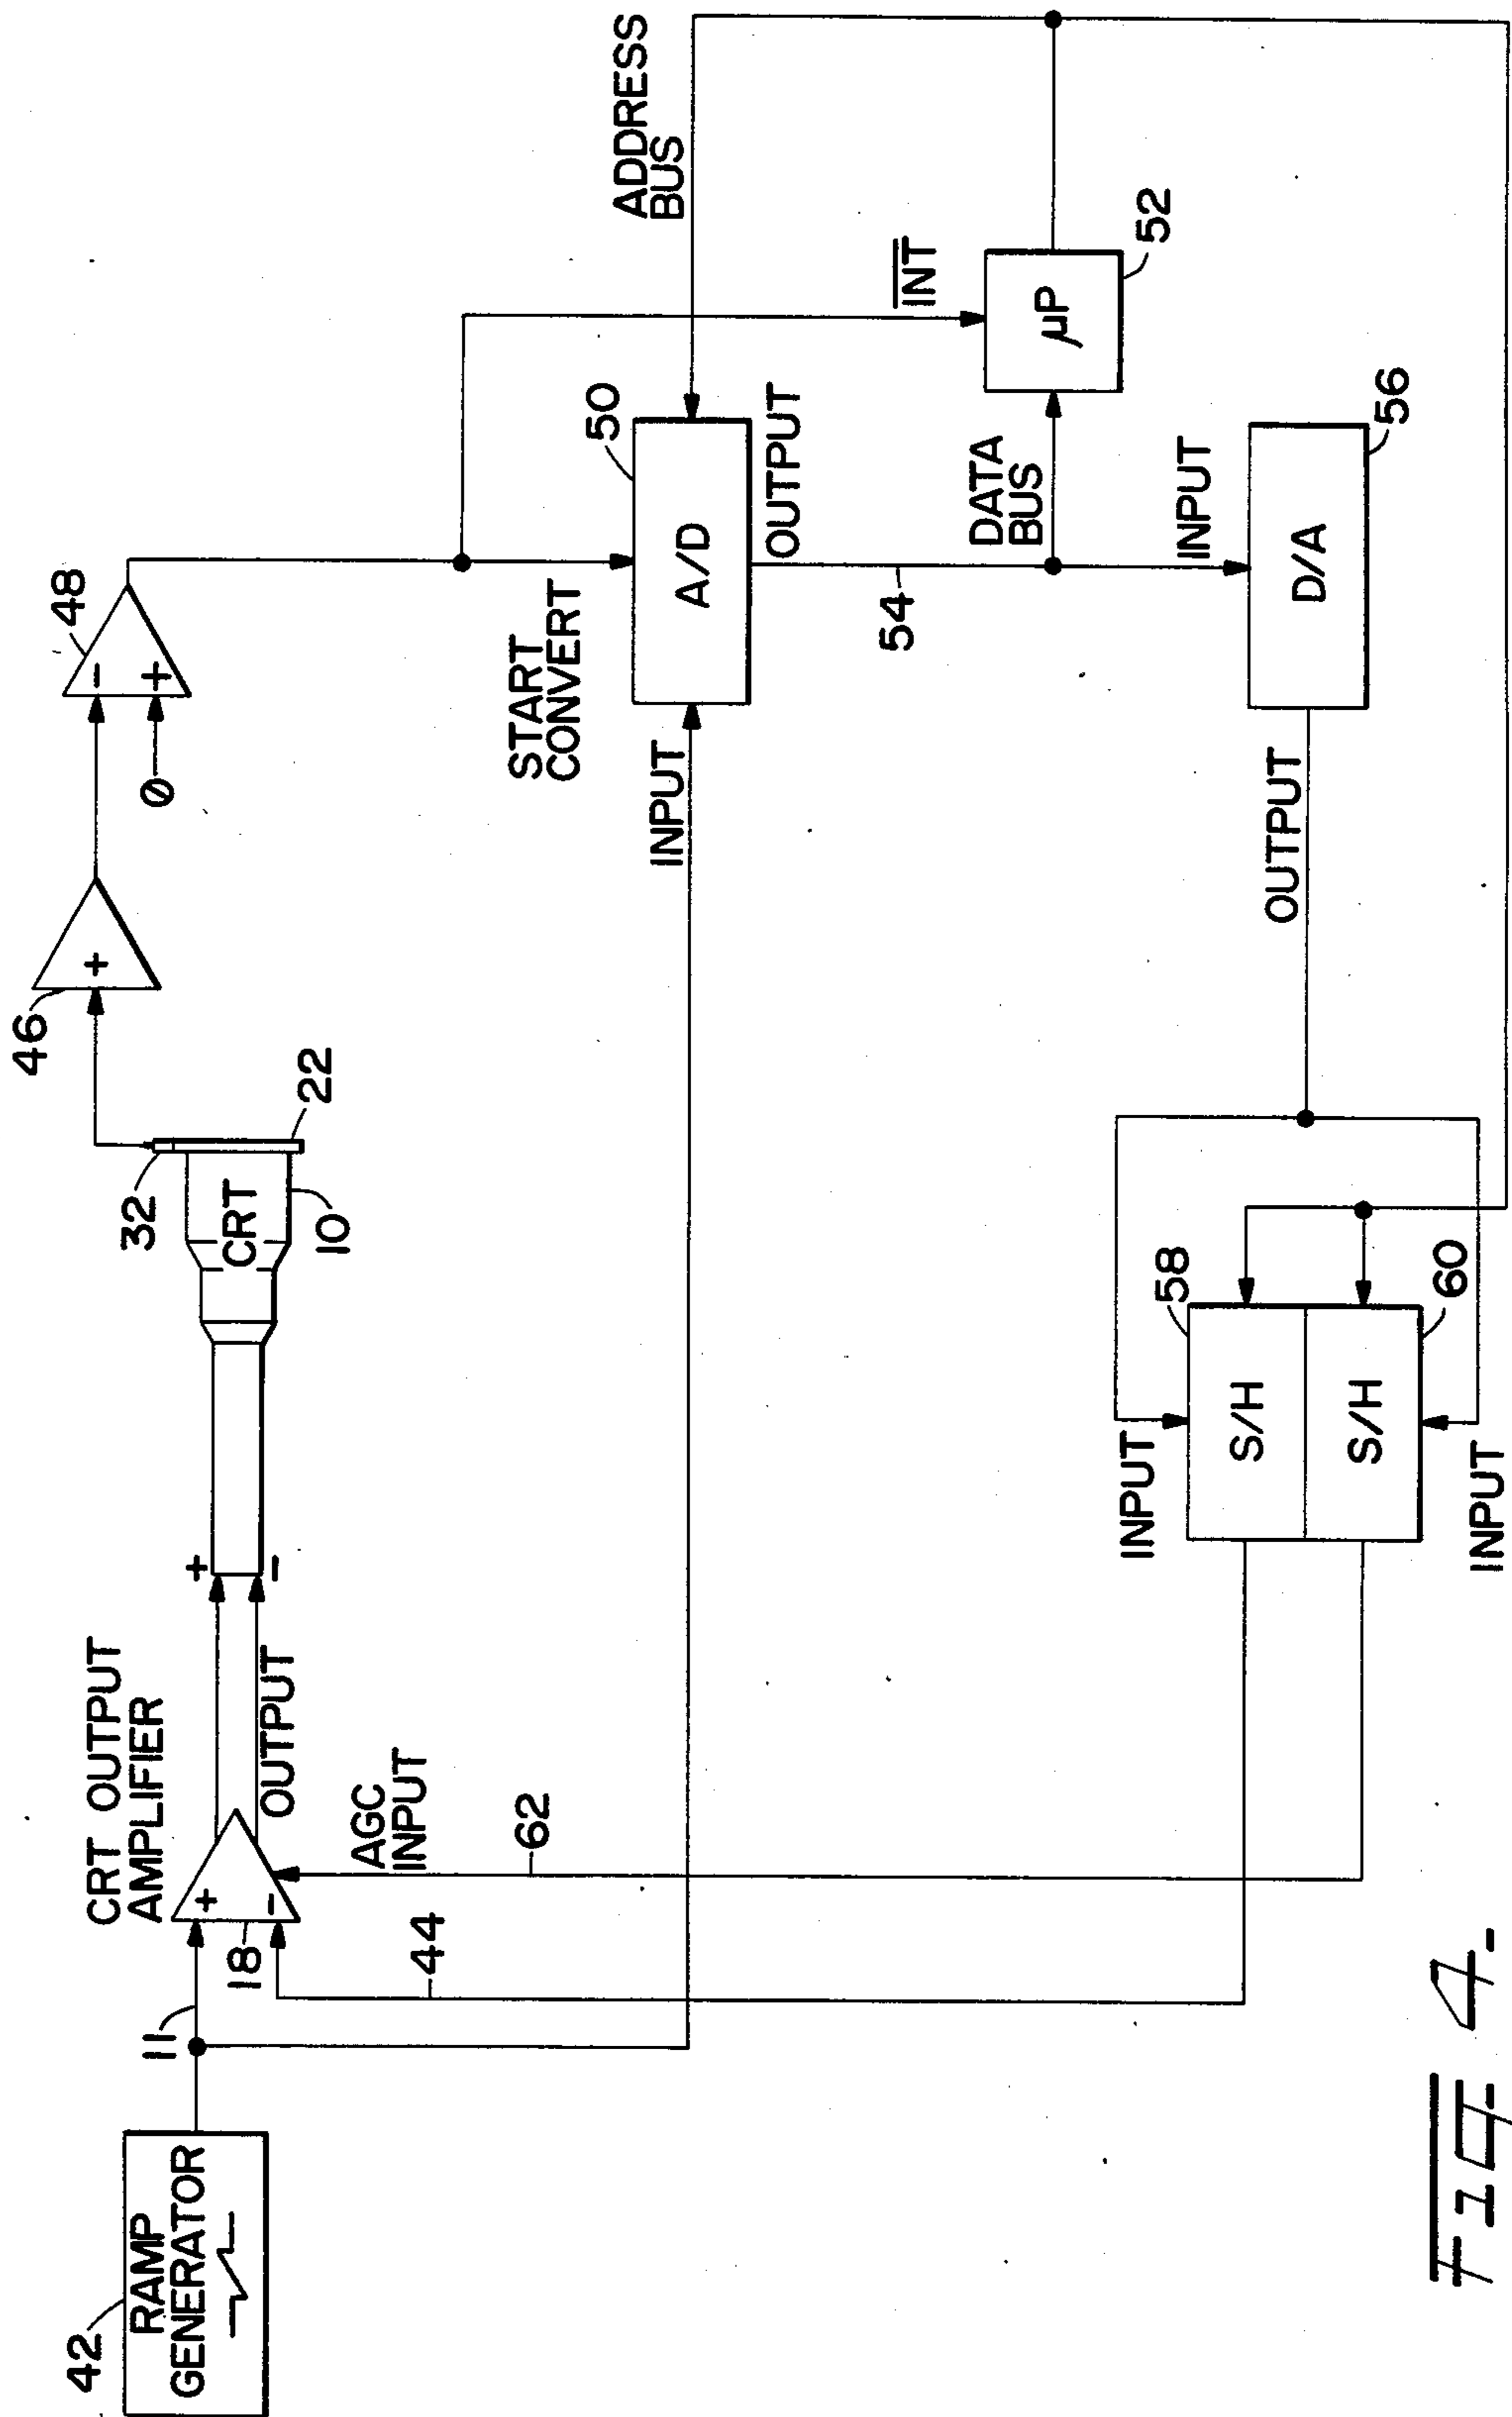 42
RAMP
GENERATOR
11
CRT OUTPUT
AMPLIFIER
+
-
18
OUTPUT
+
-
CRT
10
32
22
46
+
48
-
+
0
44
AGC
INPUT
62
START
CONVERT
INPUT
50
A/D
OUTPUT
ADDRESS
BUS
INT
54
DATA
BUS
µP
52
INPUT
D/A
56
OUTPUT
INPUT
58
S/H
S/H
60
INPUT
FIG 4.